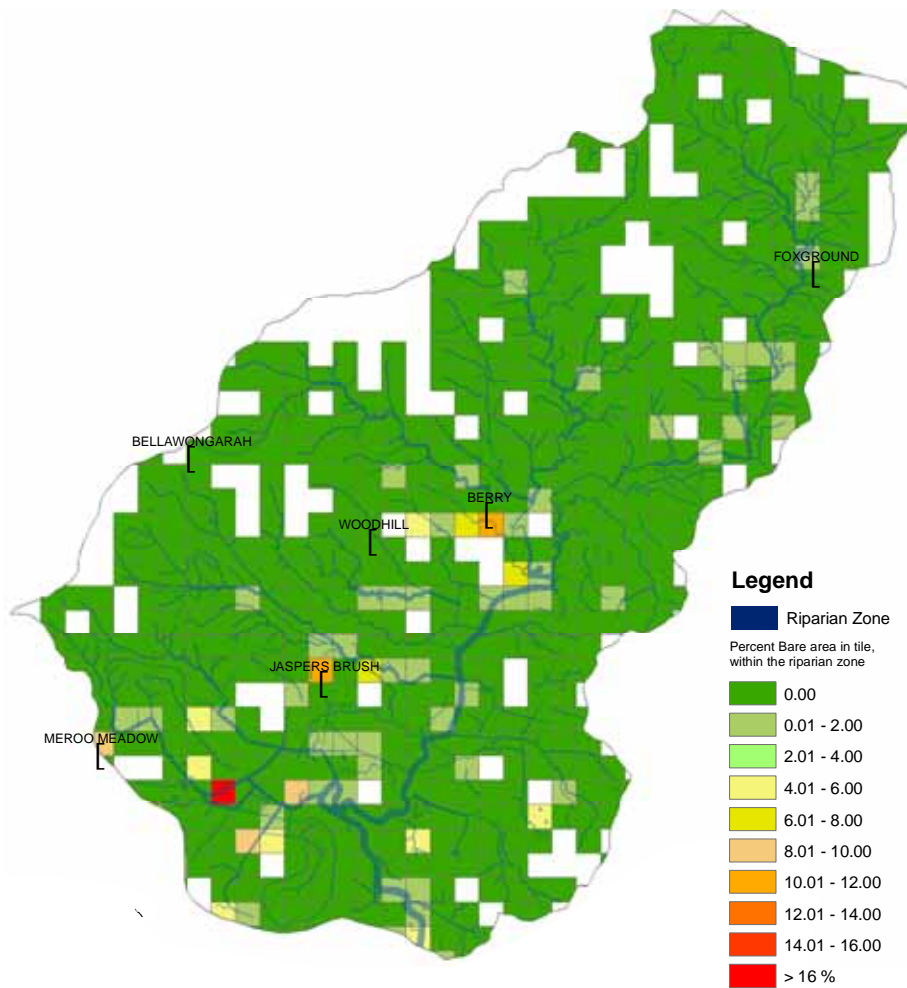 FOXGROUND
BELLAWONGARAH
BERRY
WOODHILL
JASPERS BRUSH
MEROO MEADOW
Legend
Riparian Zone
Percent Bare area in tile,
within the riparian zone
0.00
0.01 - 2.00
2.01 - 4.00
4.01 - 6.00
6.01 - 8.00
8.01 - 10.00
10.01 - 12.00
12.01 - 14.00
14.01 - 16.00
> 16 %